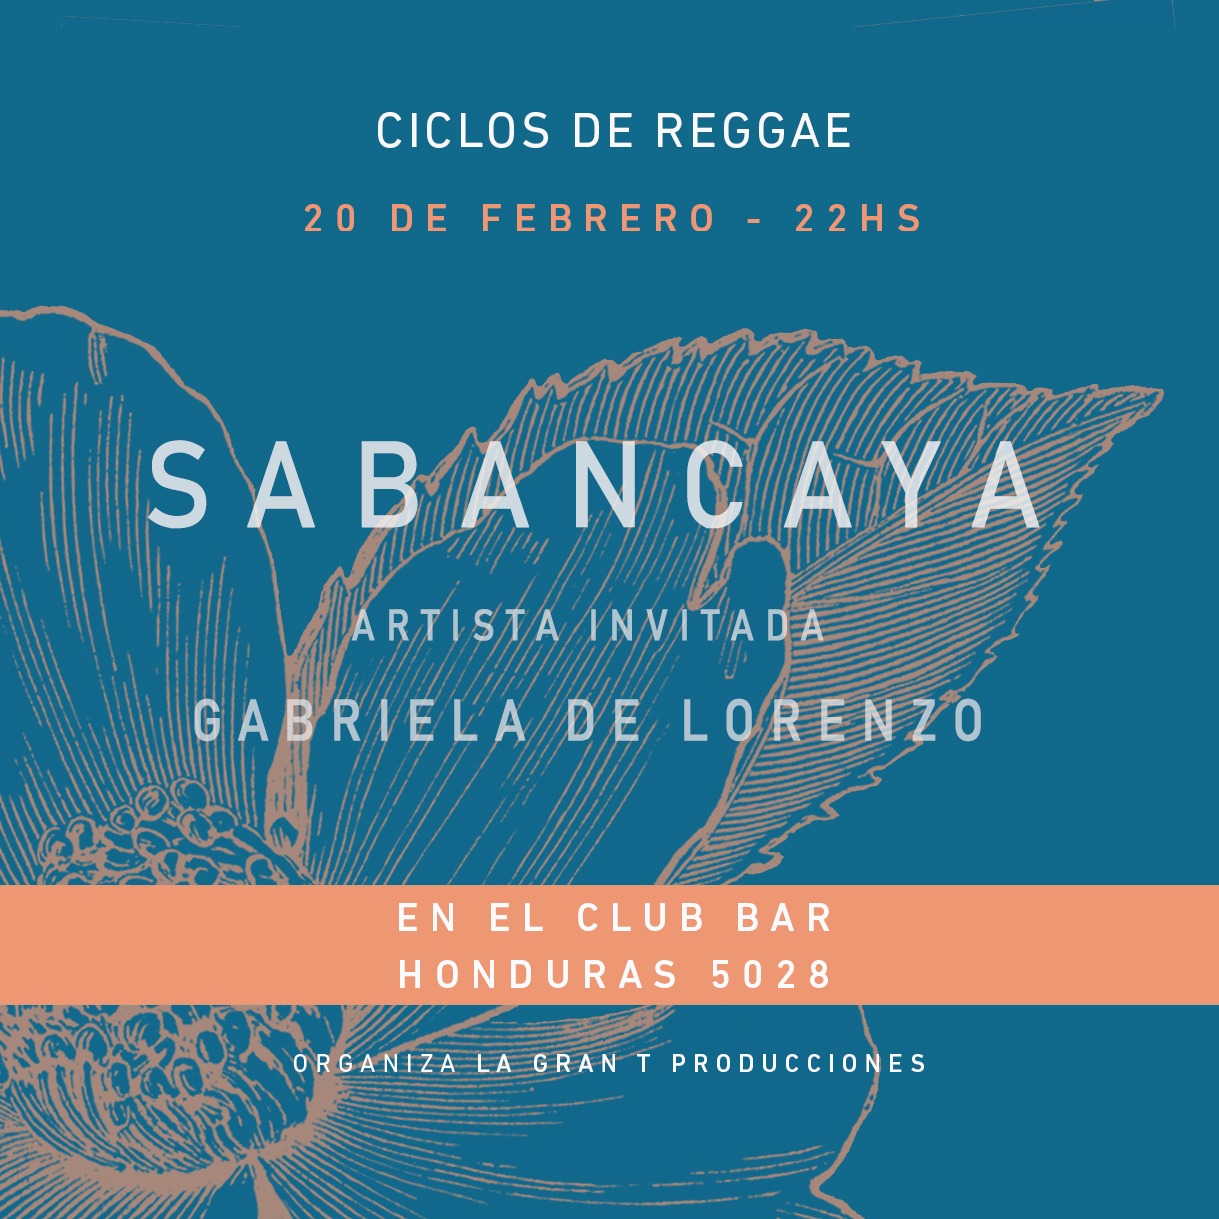 CICLOS DE REGGAE
20 DE FEBRERO - 22HS
SABANCAYA
ARTISTA INVITADA
GABRIELA DE LORENZO
EN EL CLUB BAR
HONDURAS 5028
ORGANIZA LA GRAN T PRODUCCIONES